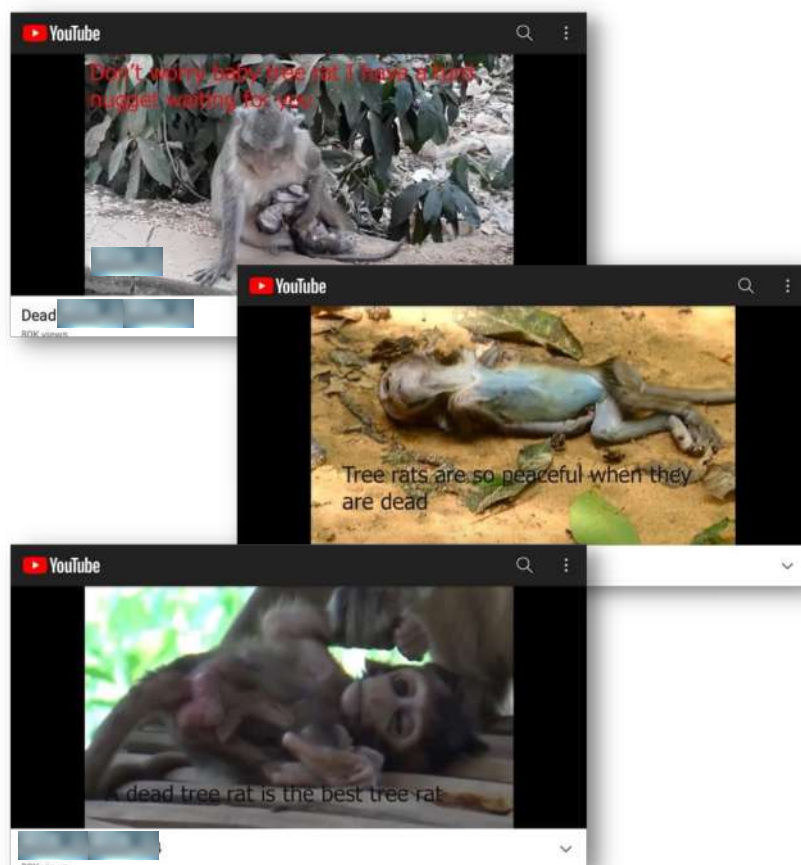 YouTube
Don't worry baby tree rat I have a
nugget waiting for you.
Dead
80K views
YouTube
Tree rats are so peaceful when they
are dead
YouTube
A dead tree rat is the best tree rat